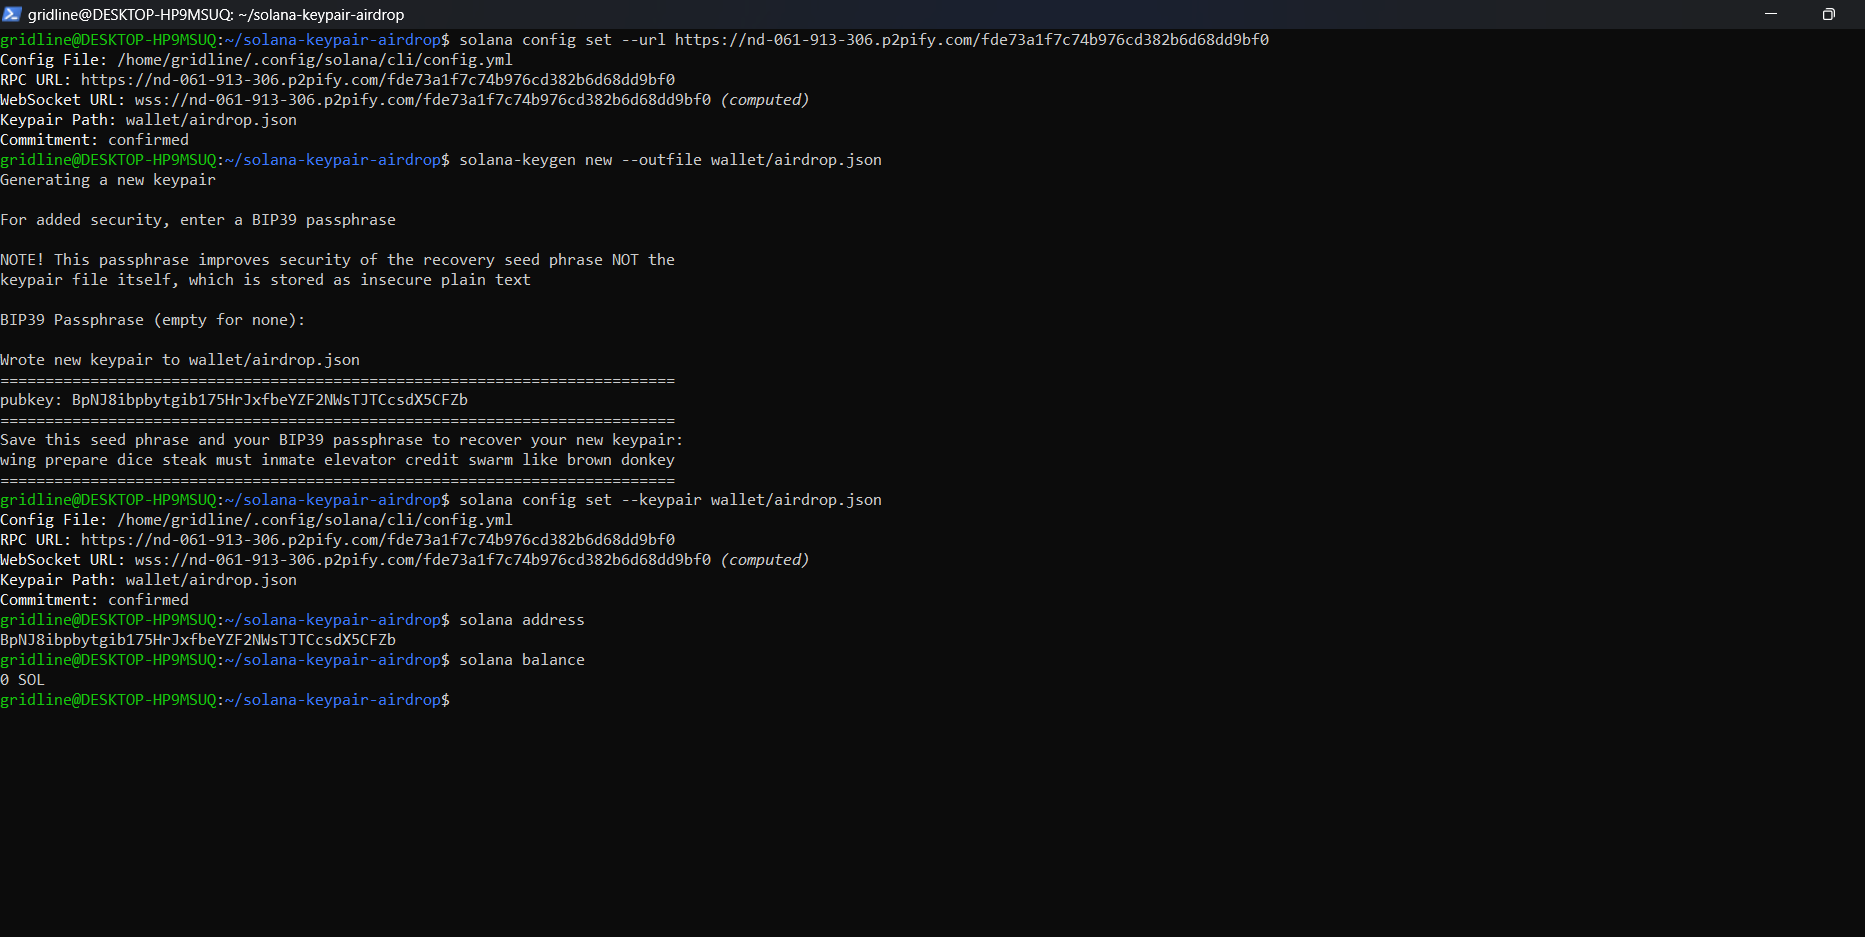 gridline@DESKTOP-HP9MSUQ: ~/solana-keypair-airdrop
gridline@DESKTOP-HP9MSUQ:~/solana-keypair-airdrop$ solana config set --url https://nd-061-913-306.p2pify.com/fde73a1f7c74b976cd382b6d68dd9bf0
Config File: /home/gridline/.config/solana/cli/config.yml
RPC URL: https://nd-061-913-306.p2pify.com/fde73a1f7c74b976cd382b6d68dd9bf0
WebSocket URL: wss://nd-061-913-306.p2pify.com/fde73a1f7c74b976cd382b6d68dd9bf0 (computed)
Keypair Path: wallet/airdrop.json
Commitment: confirmed
gridline@DESKTOP-HP9MSUQ:~/solana-keypair-airdrop$ solana-keygen new --outfile wallet/airdrop.json
Generating a new keypair
For added security, enter a BIP39 passphrase
NOTE! This passphrase improves security of the recovery seed phrase NOT the
keypair file itself, which is stored as insecure plain text
BIP39 Passphrase (empty for none):
Wrote new keypair to wallet/airdrop.json
===========================================================================
pubkey: BpNJ8ibpbytgib175HrJxfbeYZF2NWsTJTCcsdX5CFZb
===========================================================================
Save this seed phrase and your BIP39 passphrase to recover your new keypair:
wing prepare dice steak must inmate elevator credit swarm like brown donkey
===========================================================================
gridline@DESKTOP-HP9MSUQ:~/solana-keypair-airdrop$ solana config set --keypair wallet/airdrop.json
Config File: /home/gridline/.config/solana/cli/config.yml
RPC URL: https://nd-061-913-306.p2pify.com/fde73a1f7c74b976cd382b6d68dd9bf0
WebSocket URL: wss://nd-061-913-306.p2pify.com/fde73a1f7c74b976cd382b6d68dd9bf0 (computed)
Keypair Path: wallet/airdrop.json
Commitment: confirmed
gridline@DESKTOP-HP9MSUQ:~/solana-keypair-airdrop$ solana address
BpNJ8ibpbytgib175HrJxfbeYZF2NWsTJTCcsdX5CFZb
gridline@DESKTOP-HP9MSUQ:~/solana-keypair-airdrop$ solana balance
0 SOL
gridline@DESKTOP-HP9MSUQ:~/solana-keypair-airdrop$